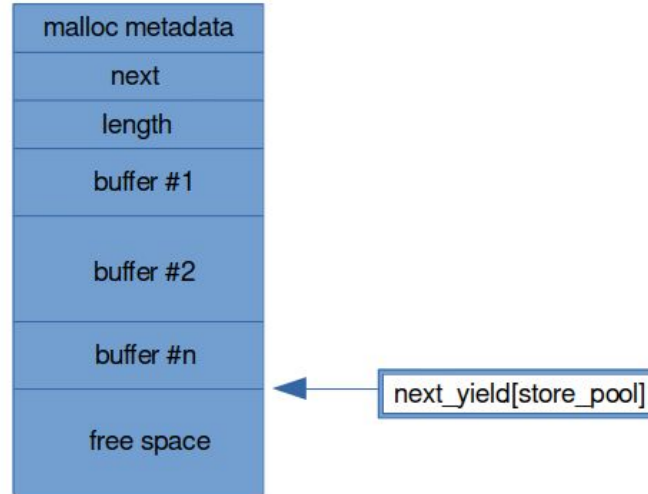 malloc metadata
next
length
buffer #1
buffer #2
buffer #n
next_yield[store_pool]
free space